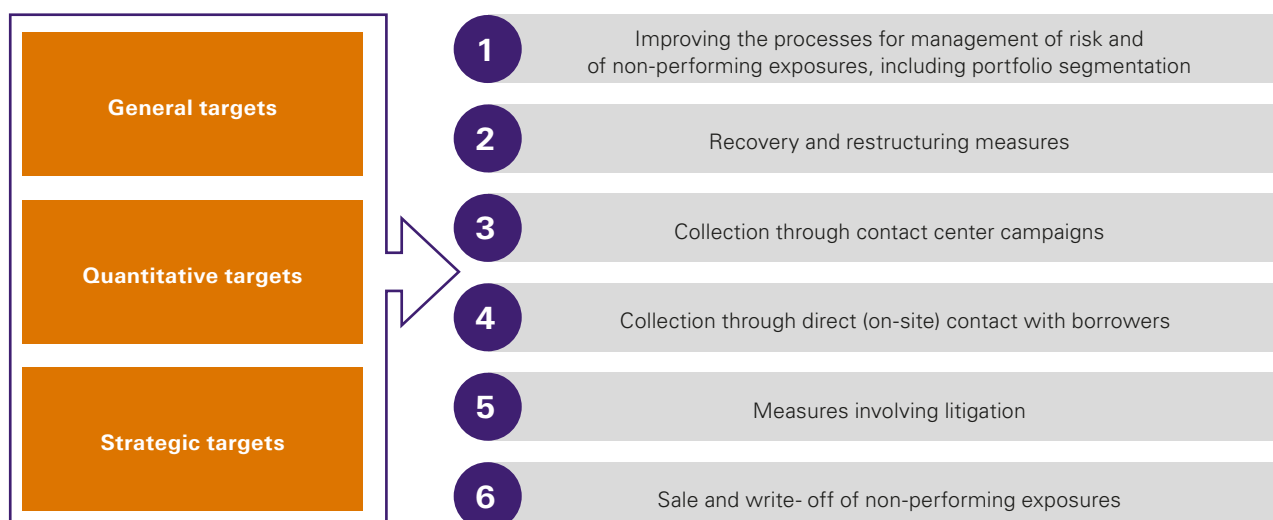 General targets
Quantitative targets
Strategic targets
1
Improving the processes for management of risk and
of non-performing exposures, including portfolio segmentation
2
Recovery and restructuring measures
3
Collection through contact center campaigns
4
Collection through direct (on-site) contact with borrowers
5
Measures involving litigation
6
Sale and write- off of non-performing exposures